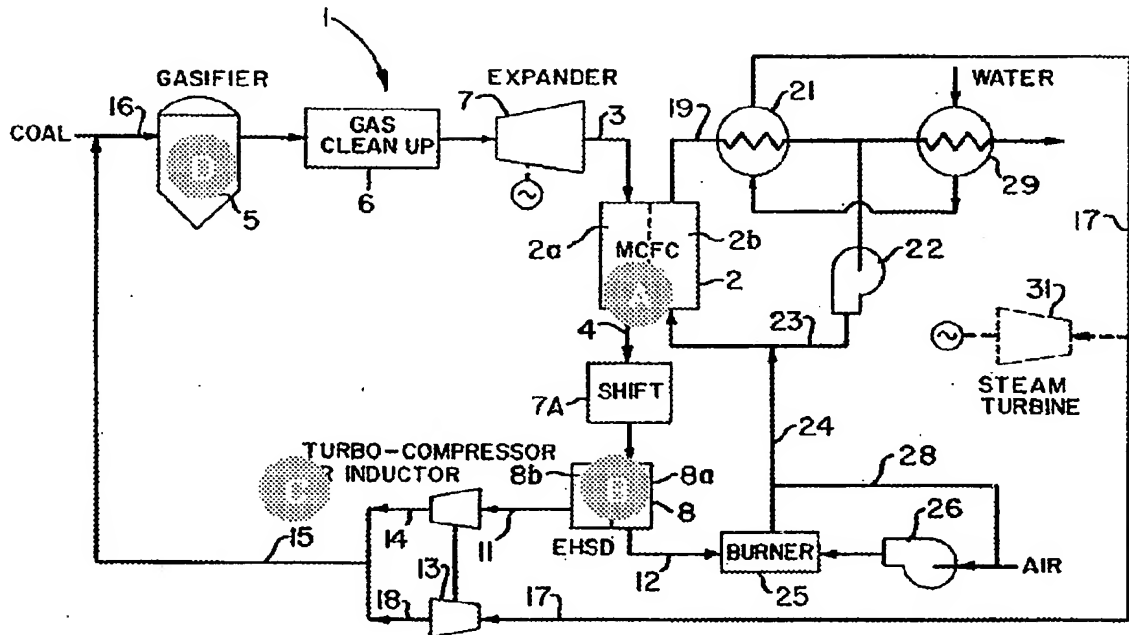 1
GASIFIER
EXPANDER
WATER
COAL
16
7
3
19
21
D
GAS
CLEAN UP
5
6
29
2a
MCFC
2b
2
17
22
A
4
23
31
7A
SHIFT
STEAM
TURBINE
24
TURBO-COMPRESSOR
R INDUCTOR
8b
B
8a
8
28
C
15
14
11
EHSD
12
26
BURNER
AIR
25
13
18
17